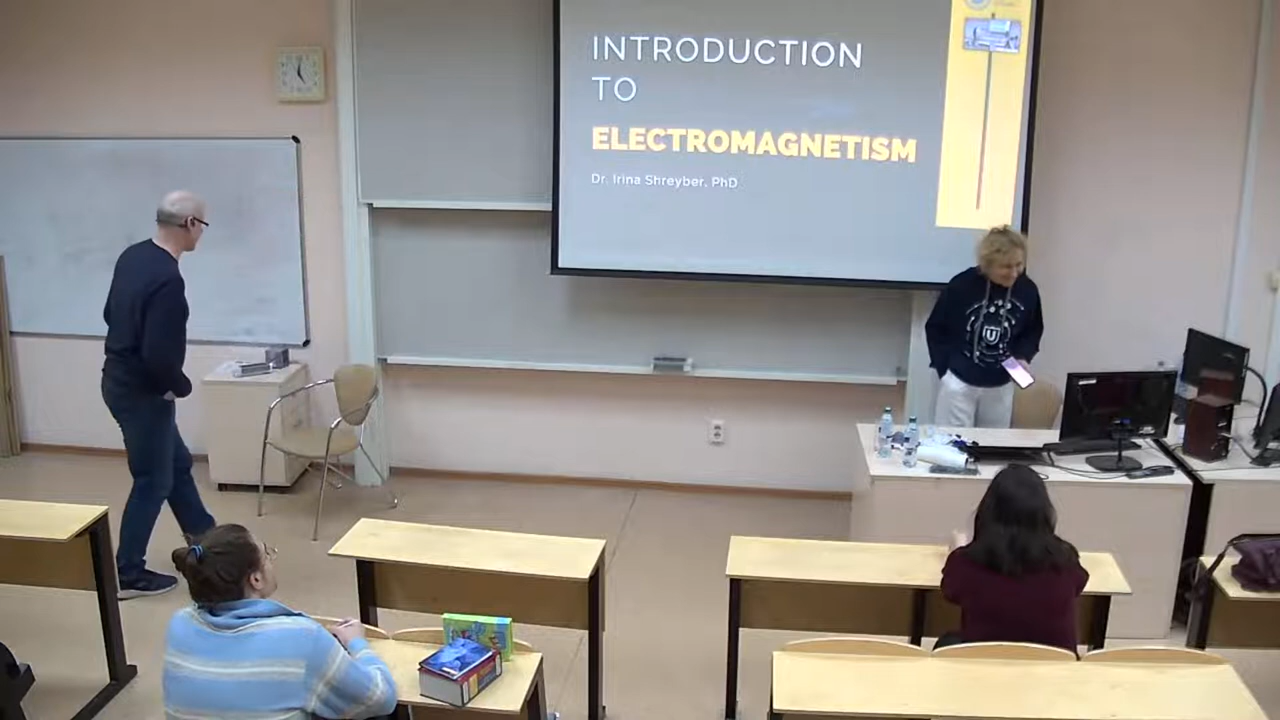 INTRODUCTION
TO
ELECTROMAGNETISM
Dr. Irina Shreyber, PhD
U